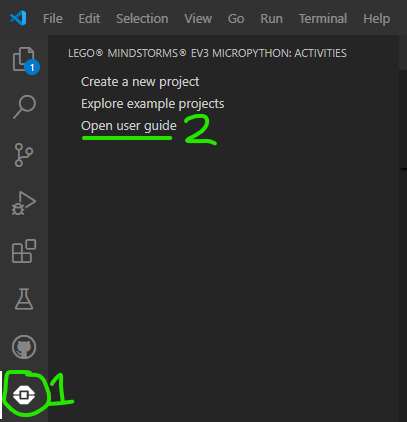 File Edit Selection View Go Run Terminal Help
LEGO® MINDSTORMS® EV3 MICROPYTHON: ACTIVITIES
1
Create a new project
Explore example projects
Open user guide 2
1